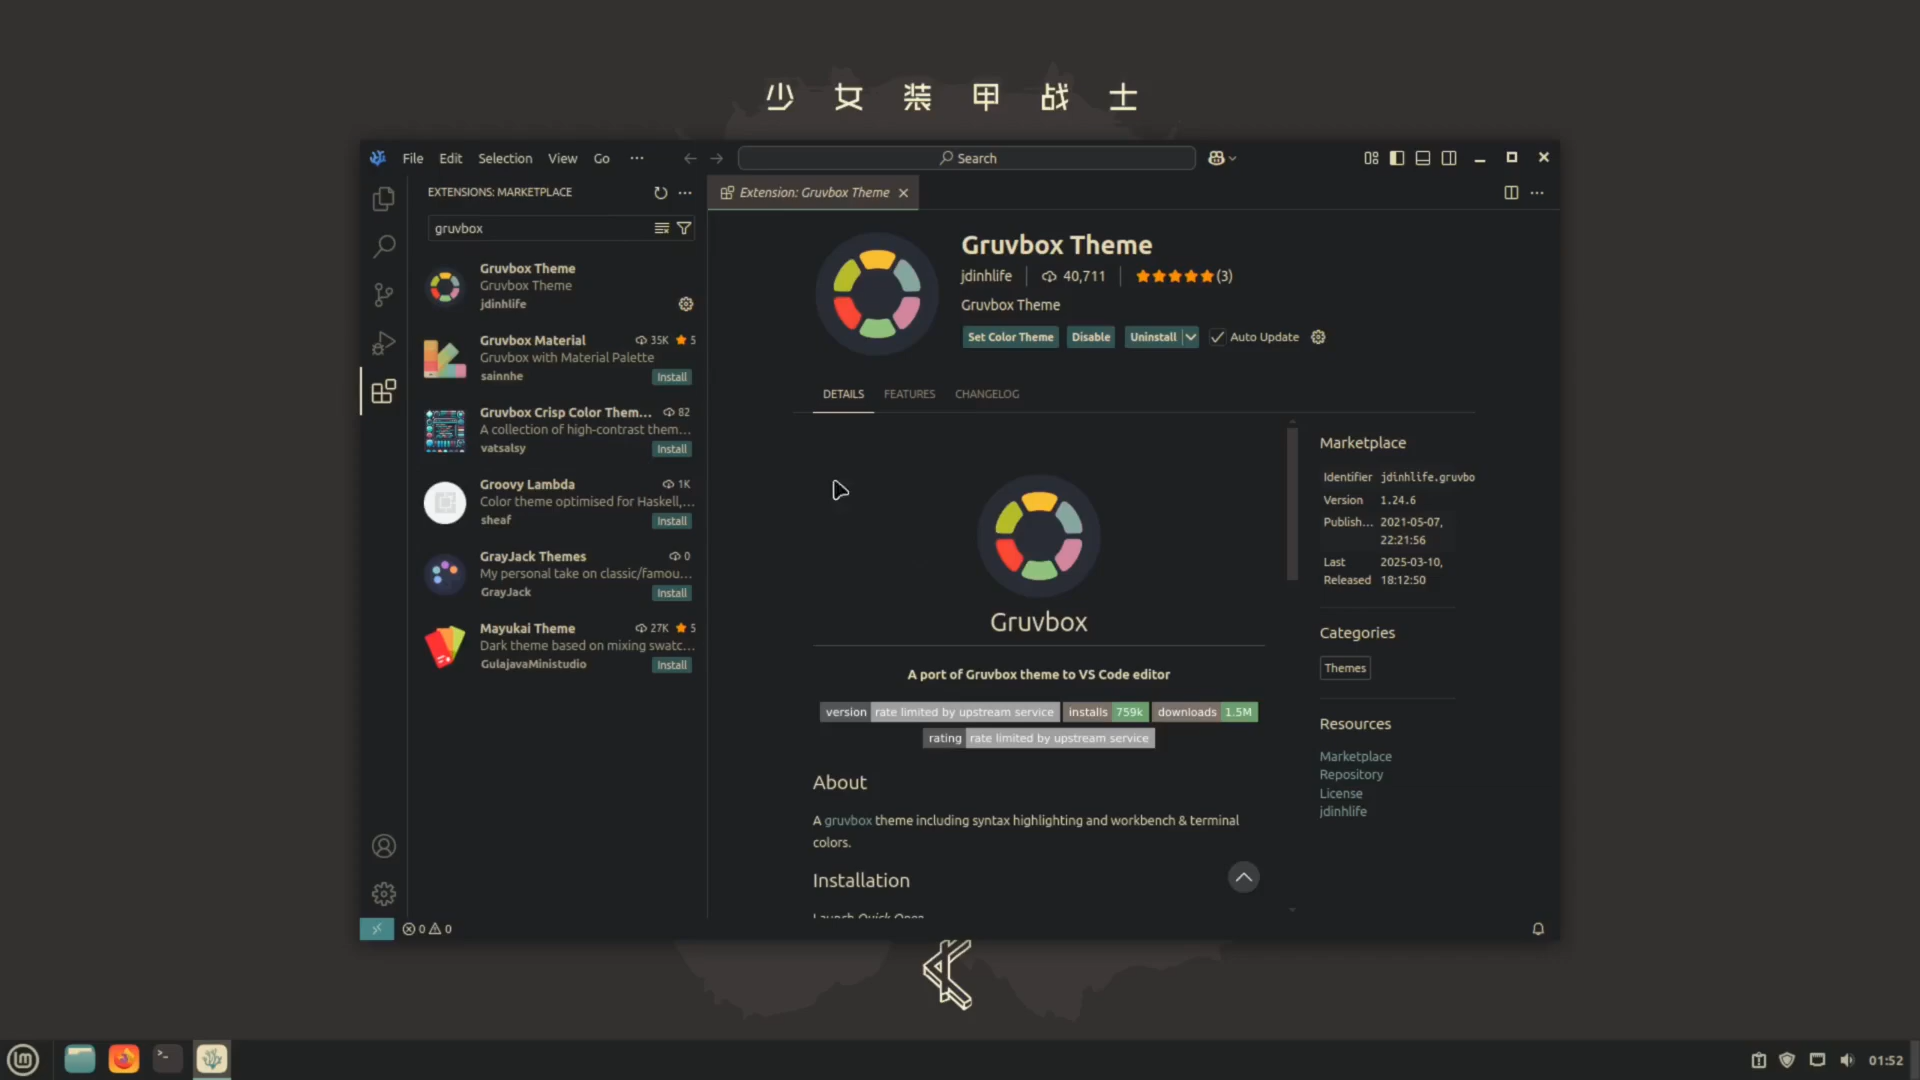 少女装甲战士
File Edit Selection View Go ···
Search
EXTENSIONS: MARKETPLACE
gruvbox
Gruvbox Theme
Gruvbox Theme
jdinhlife
Gruvbox Material 35K 5
Gruvbox with Material Palette
sainnhe Install
Gruvbox Crisp Color Them... 82
A collection of high-contrast them...
vatsalsy Install
Groovy Lambda 1K
Color theme optimised for Haskell,...
sheaf Install
GrayJack Themes 0
My personal take on classic/famou...
GrayJack Install
Mayukai Theme 27K 5
Dark theme based on mixing swatc...
GulajavaMinistudio Install
Extension: Gruvbox Theme
Gruvbox Theme
jdinhlife 40,711 (3)
Gruvbox Theme
Set Color Theme Disable Uninstall Auto Update
DETAILS FEATURES CHANGELOG
Gruvbox
A port of Gruvbox theme to VS Code editor
version rate limited by upstream service installs 759k downloads 1.5M
rating rate limited by upstream service
About
A gruvbox theme including syntax highlighting and workbench & terminal
colors.
Installation
Launch Quick Open
Marketplace
Identifier jdinhlife.gruvbo
Version 1.24.6
Publish... 2021-05-07,
22:21:56
Last 2025-03-10,
Released 18:12:50
Categories
Themes
Resources
Marketplace
Repository
License
jdinhlife
0 0
01:52